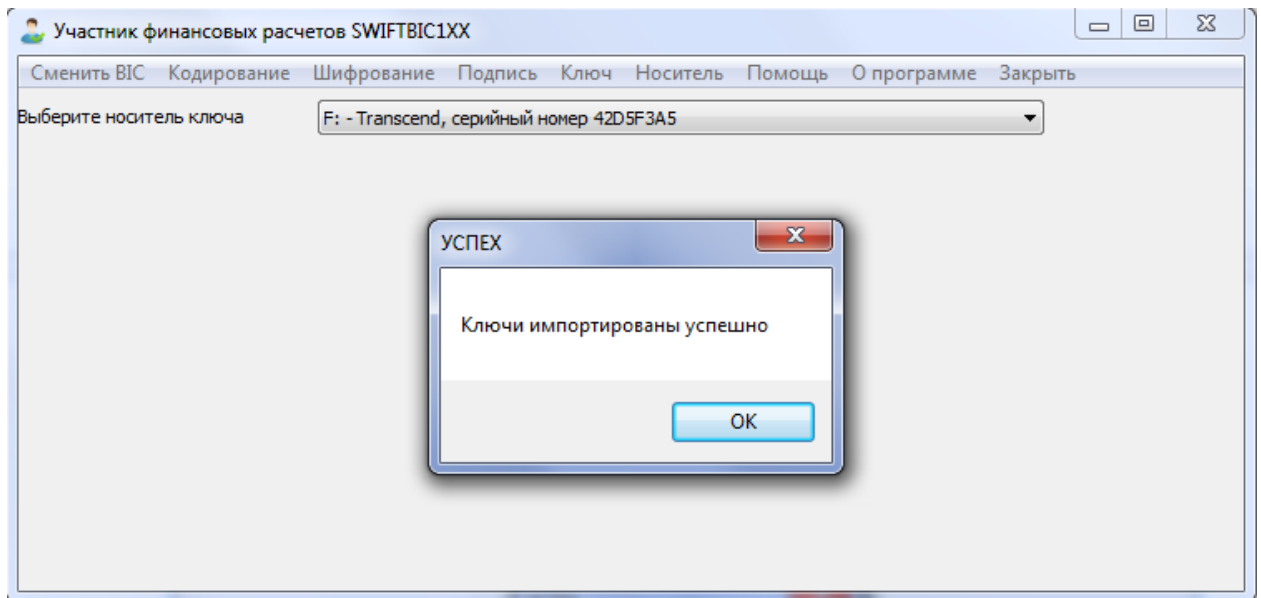 Участник финансовых расчетов SWIFTBIC1XX
Сменить BIC Кодирование Шифрование Подпись Ключ Носитель Помощь О программе Закрыть
Выберите носитель ключа F: - Transcend, серийный номер 42D5F3A5
УСПЕХ
Ключи импортированы успешно
OK